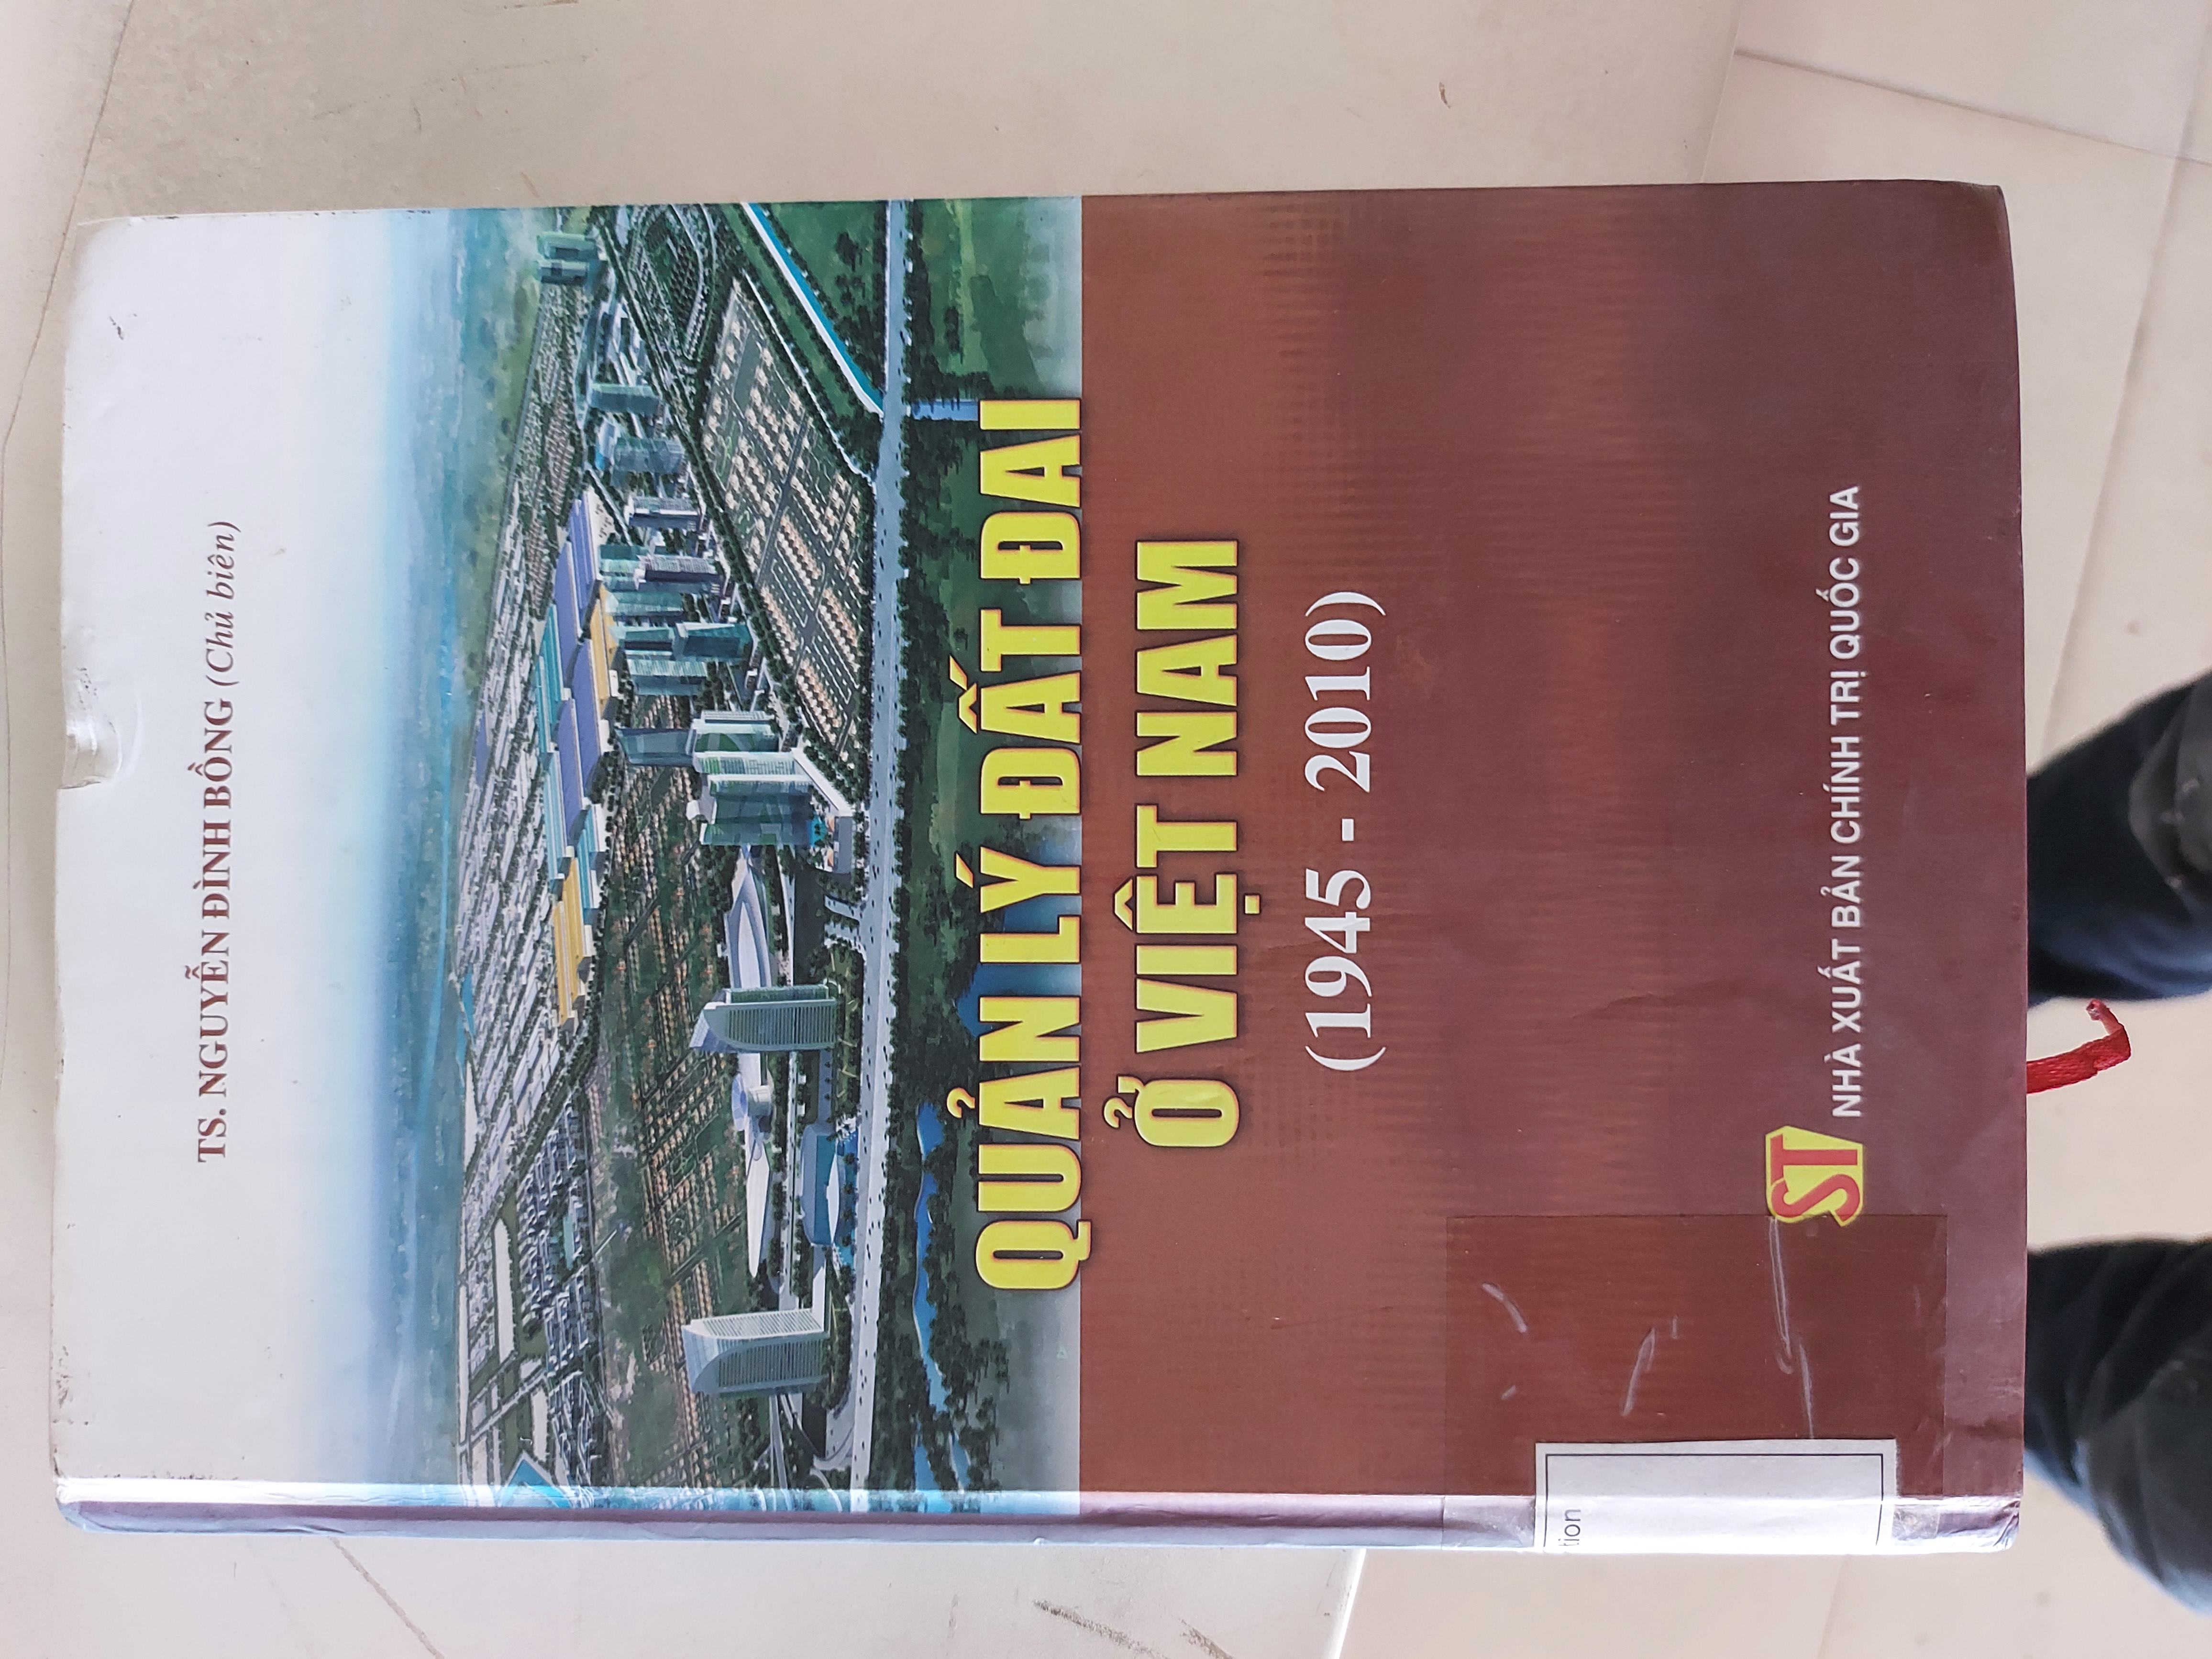 TS. NGUYỄN ĐÌNH BỒNG (Chủ biên)
QUẢN LÝ ĐẤT ĐAI
Ở VIỆT NAM
(1945 - 2010)
tion
ST
NHÀ XUẤT BẢN CHÍNH TRỊ QUỐC GIA